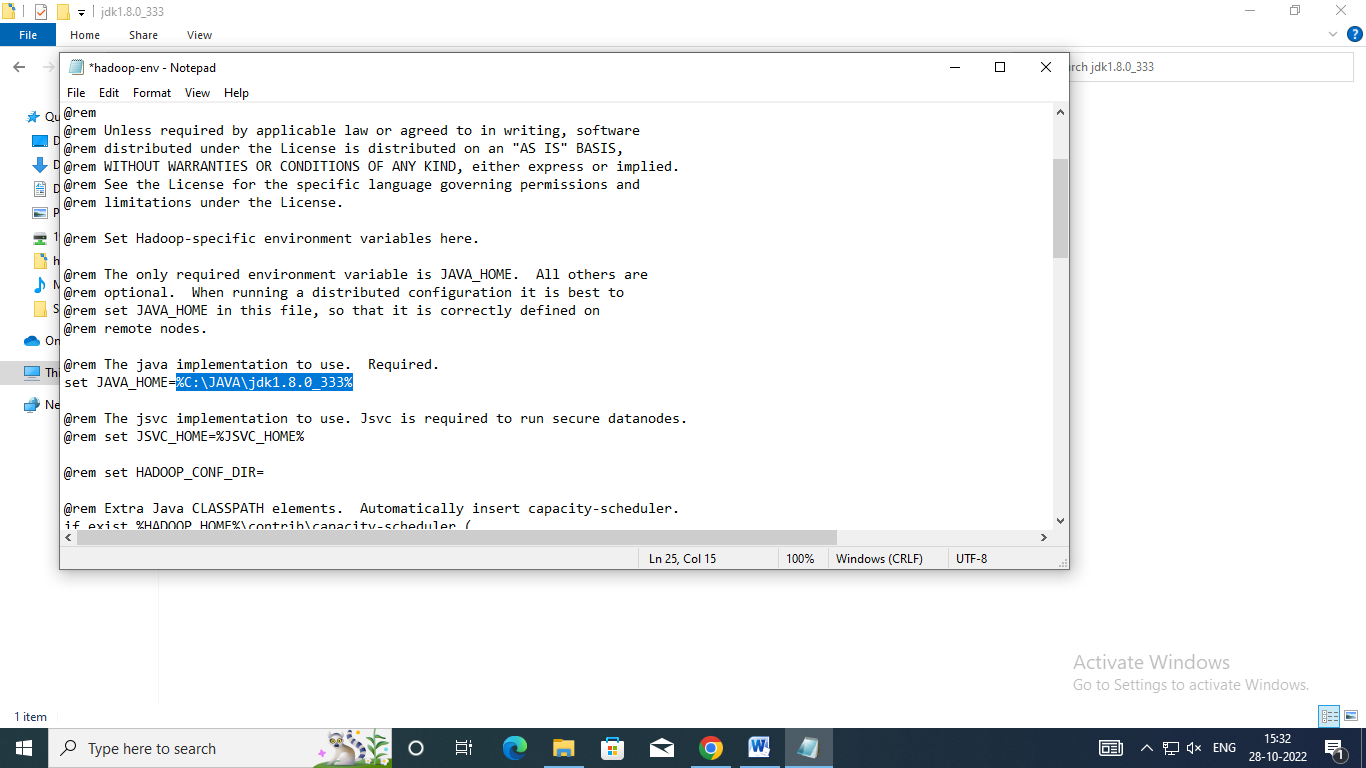 jdk1.8.0_333
File Home Share View
*hadoop-env - Notepad
rch jdk1.8.0_333
File Edit Format View Help
@rem
@rem Unless required by applicable law or agreed to in writing, software
@rem distributed under the License is distributed on an "AS IS" BASIS,
@rem WITHOUT WARRANTIES OR CONDITIONS OF ANY KIND, either express or implied.
@rem See the License for the specific language governing permissions and
@rem limitations under the License.
@rem Set Hadoop-specific environment variables here.
@rem The only required environment variable is JAVA_HOME.  All others are
@rem optional.  When running a distributed configuration it is best to
@rem set JAVA_HOME in this file, so that it is correctly defined on
@rem remote nodes.
@rem The java implementation to use.  Required.
set JAVA_HOME=%C:\JAVA\jdk1.8.0_333%
@rem The jsvc implementation to use. Jsvc is required to run secure datanodes.
@rem set JSVC_HOME=%JSVC_HOME%
@rem set HADOOP_CONF_DIR=
@rem Extra Java CLASSPATH elements.  Automatically insert capacity-scheduler.
if exist %HADOOP_HOME%\contrib\capacity-scheduler (
Ln 25, Col 15 100% Windows (CRLF) UTF-8
Activate Windows
Go to Settings to activate Windows.
1 item
Type here to search
ENG
15:32
28-10-2022
1